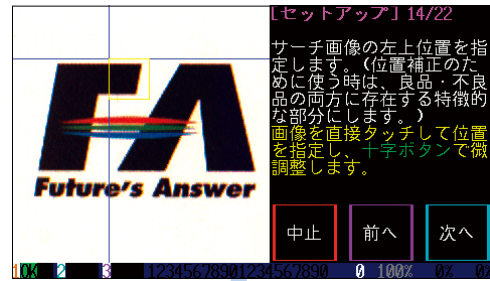 [セットアップ] 14/22
サーチ画像の左上位置を指
定します。(位置補正のた
めに使う時は、良品・不良
品の両方に存在する特徴的
な部分にします。)
画像を直接タッチして位置
を指定し、十字ボタンで微
調整します。
FA
Future's Answer
中止
前へ
次へ
0 100% 0% 0%